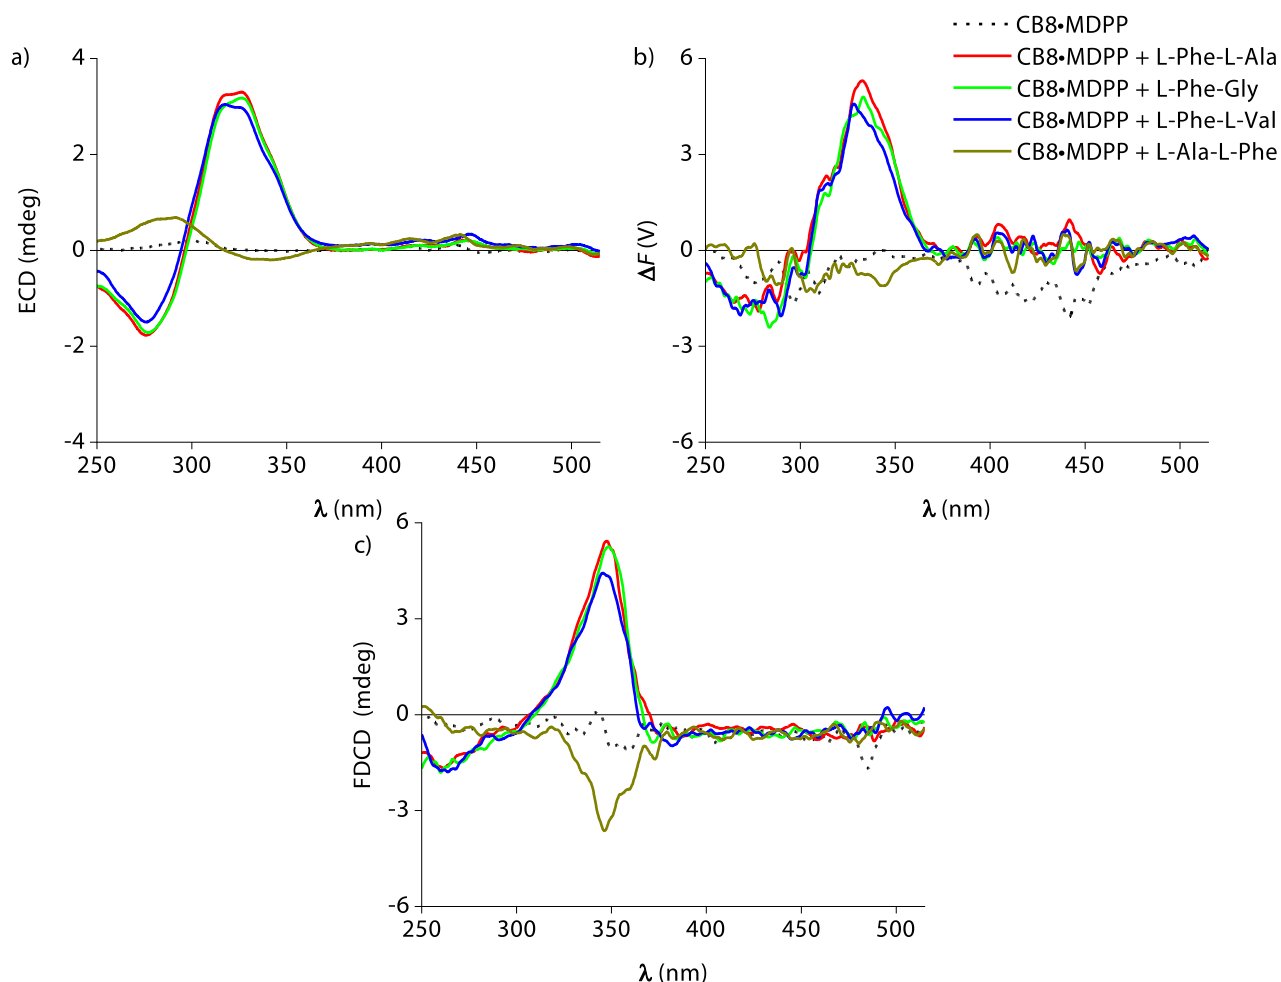 CB8•MDPP
CB8•MDPP + L-Phe-L-Ala
CB8•MDPP + L-Phe-Gly
CB8•MDPP + L-Phe-L-Val
CB8•MDPP + L-Ala-L-Phe
a)
4
2
0
-2
-4
ECD (mdeg)
250
300
350
400
450
500
λ (nm)
b)
6
3
0
-3
-6
ΔF (V)
250
300
350
400
450
500
λ (nm)
c)
6
3
0
-3
-6
FDCD (mdeg)
250
300
350
400
450
500
λ (nm)